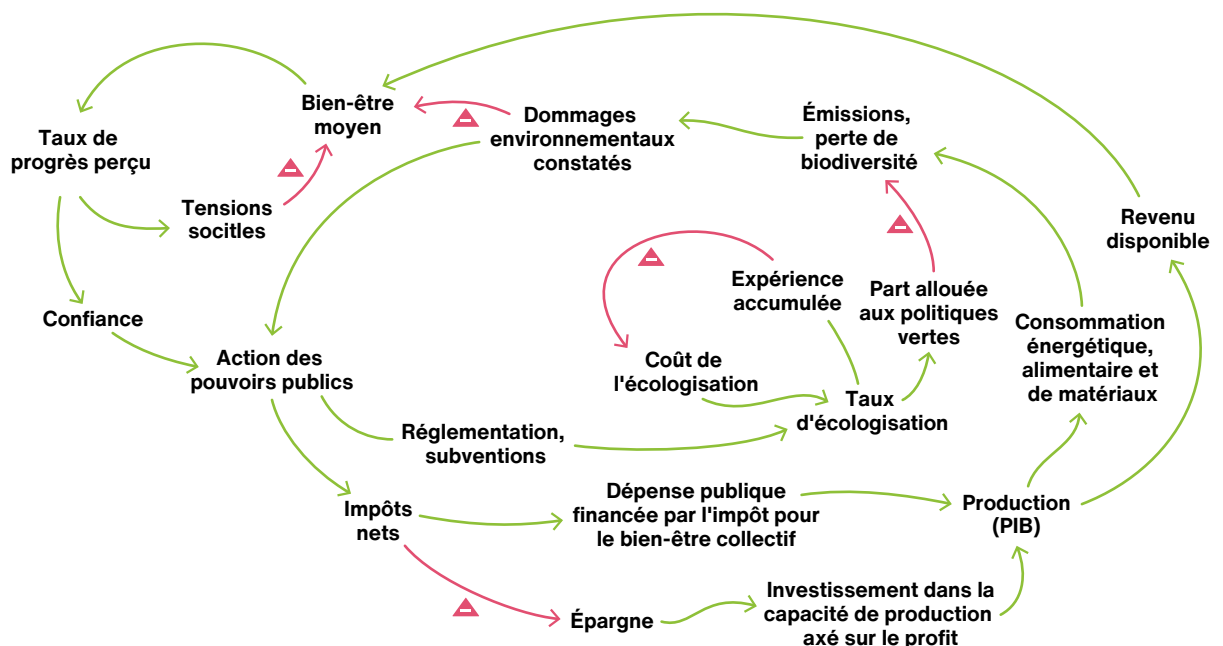 Bien-être
moyen
Dommages
environnementaux
constatés
Émissions,
perte de
biodiversité
Taux de
progrès perçu
Tensions
socitles
Revenu
disponible
Expérience
accumulée
Part allouée
aux politiques
vertes
Confiance
Consommation
énergétique,
alimentaire et
de matériaux
Action des
pouvoirs publics
Coût de
l'écologisation
Taux
d'écologisation
Réglementation,
subventions
Impôts
nets
Dépense publique
financée par l'impôt pour
le bien-être collectif
Production
(PIB)
Épargne
Investissement dans la
capacité de production
axé sur le profit